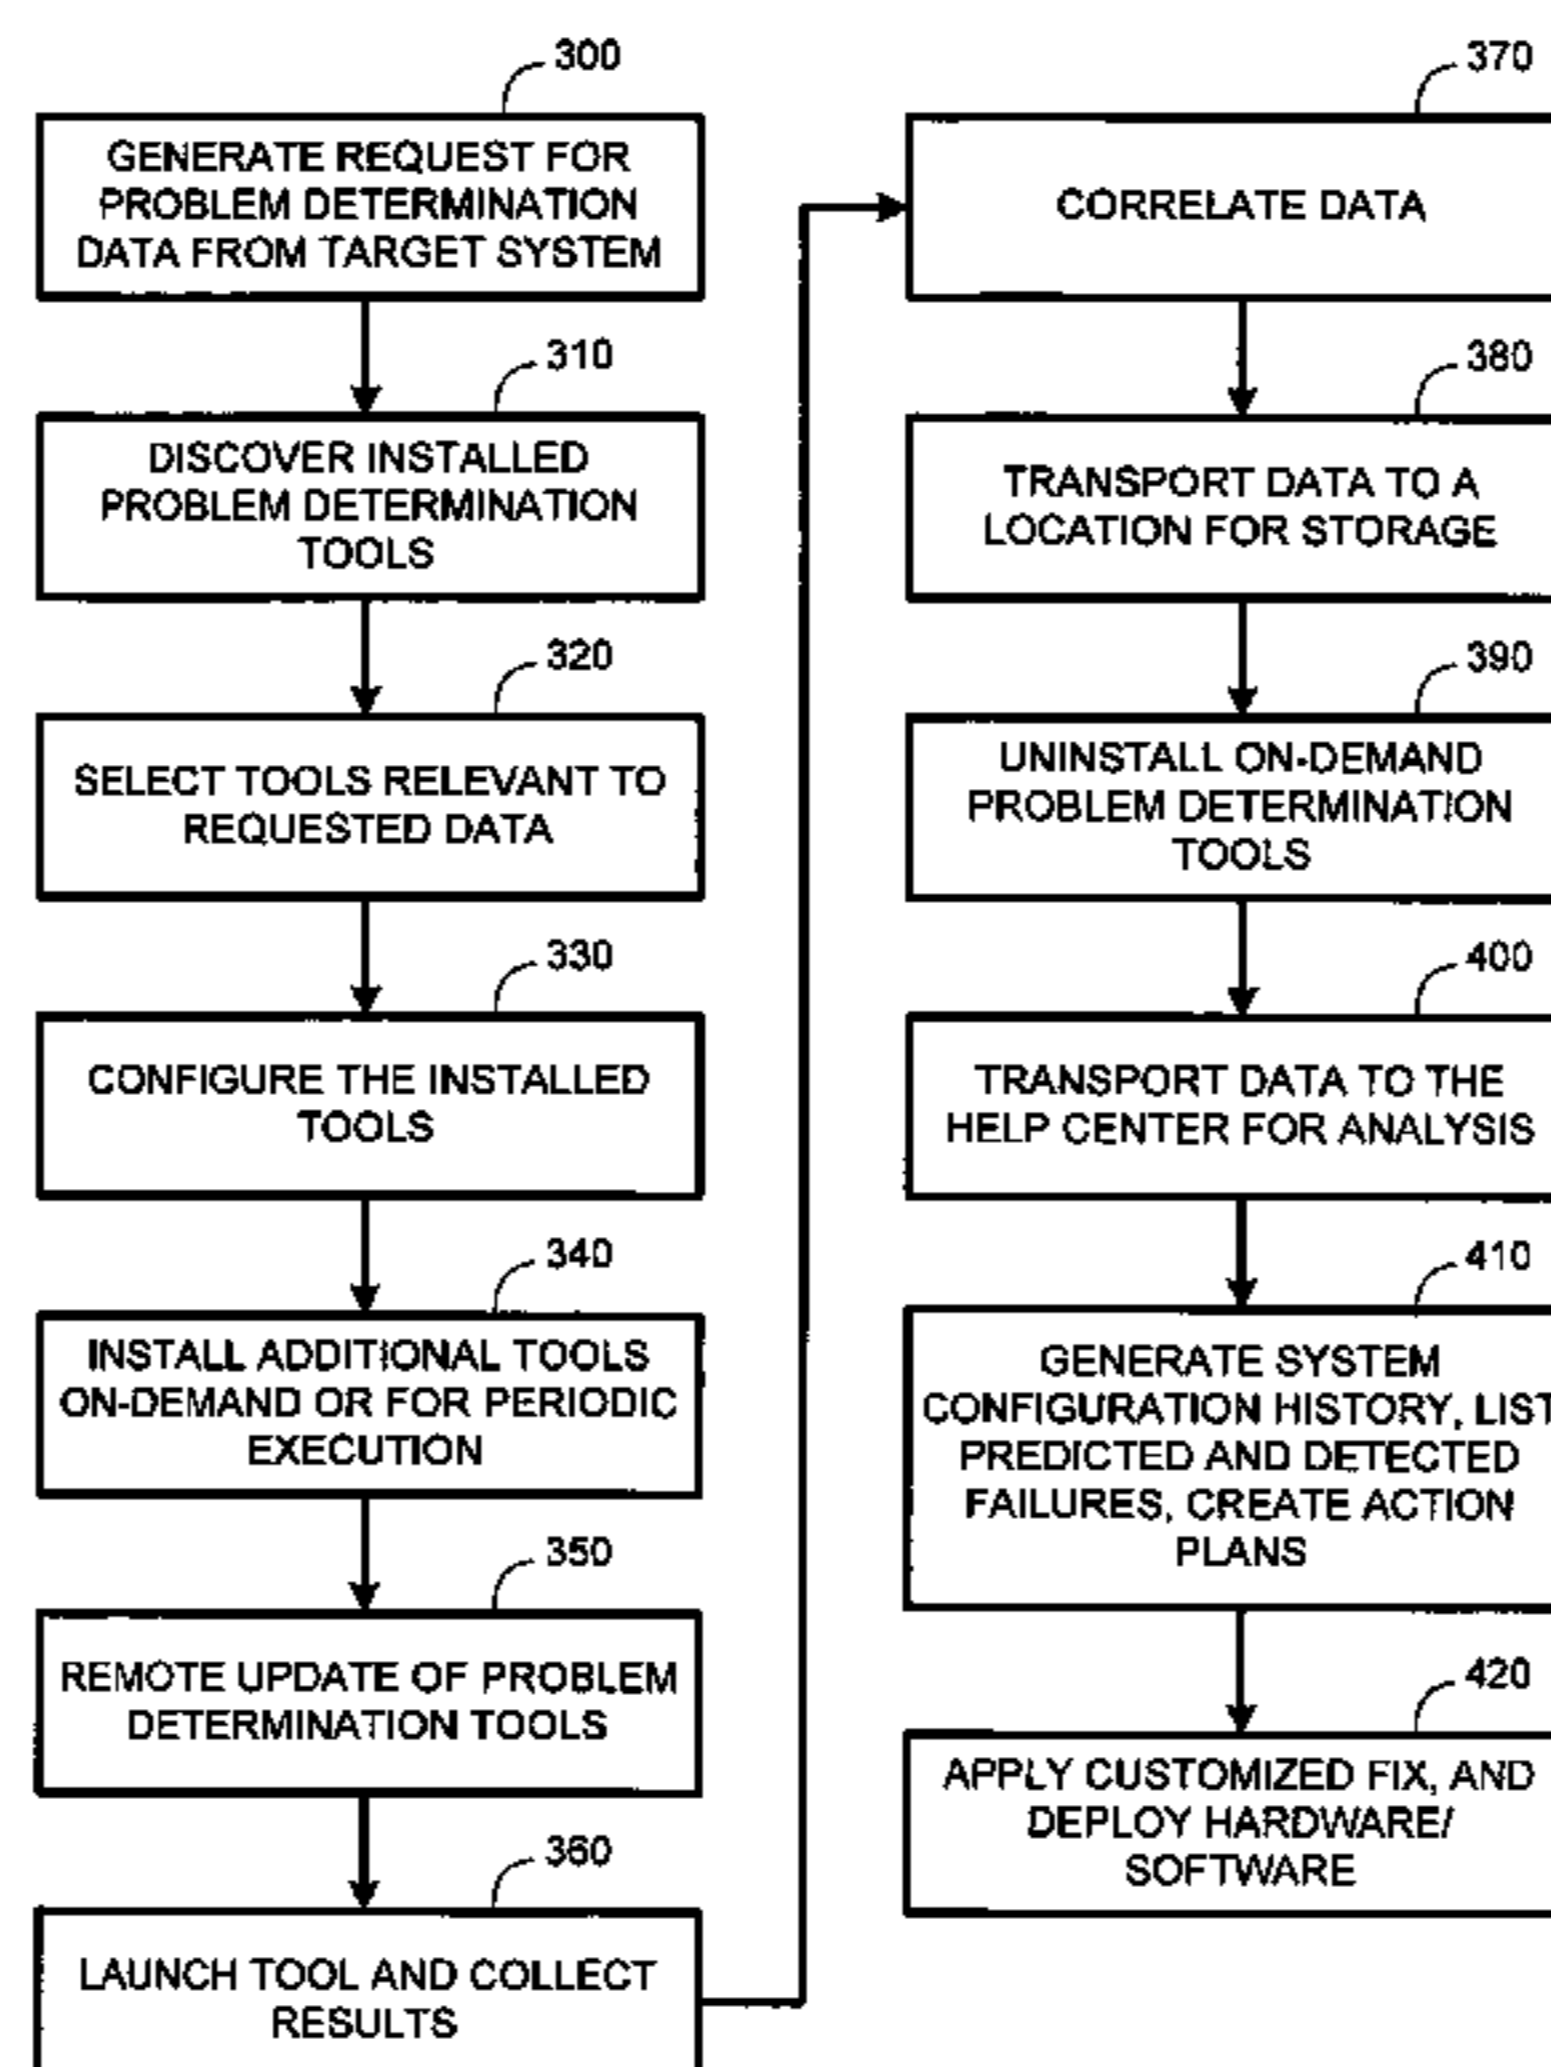 300
GENERATE REQUEST FOR
PROBLEM DETERMINATION
DATA FROM TARGET SYSTEM
310
DISCOVER INSTALLED
PROBLEM DETERMINATION
TOOLS
320
SELECT TOOLS RELEVANT TO
REQUESTED DATA
330
CONFIGURE THE INSTALLED
TOOLS
340
INSTALL ADDITIONAL TOOLS
ON-DEMAND OR FOR PERIODIC
EXECUTION
350
REMOTE UPDATE OF PROBLEM
DETERMINATION TOOLS
360
LAUNCH TOOL AND COLLECT
RESULTS
370
CORRELATE DATA
380
TRANSPORT DATA TO A
LOCATION FOR STORAGE
390
UNINSTALL ON-DEMAND
PROBLEM DETERMINATION
TOOLS
400
TRANSPORT DATA TO THE
HELP CENTER FOR ANALYSIS
410
GENERATE SYSTEM
CONFIGURATION HISTORY, LIST
PREDICTED AND DETECTED
FAILURES, CREATE ACTION
PLANS
420
APPLY CUSTOMIZED FIX, AND
DEPLOY HARDWARE/
SOFTWARE